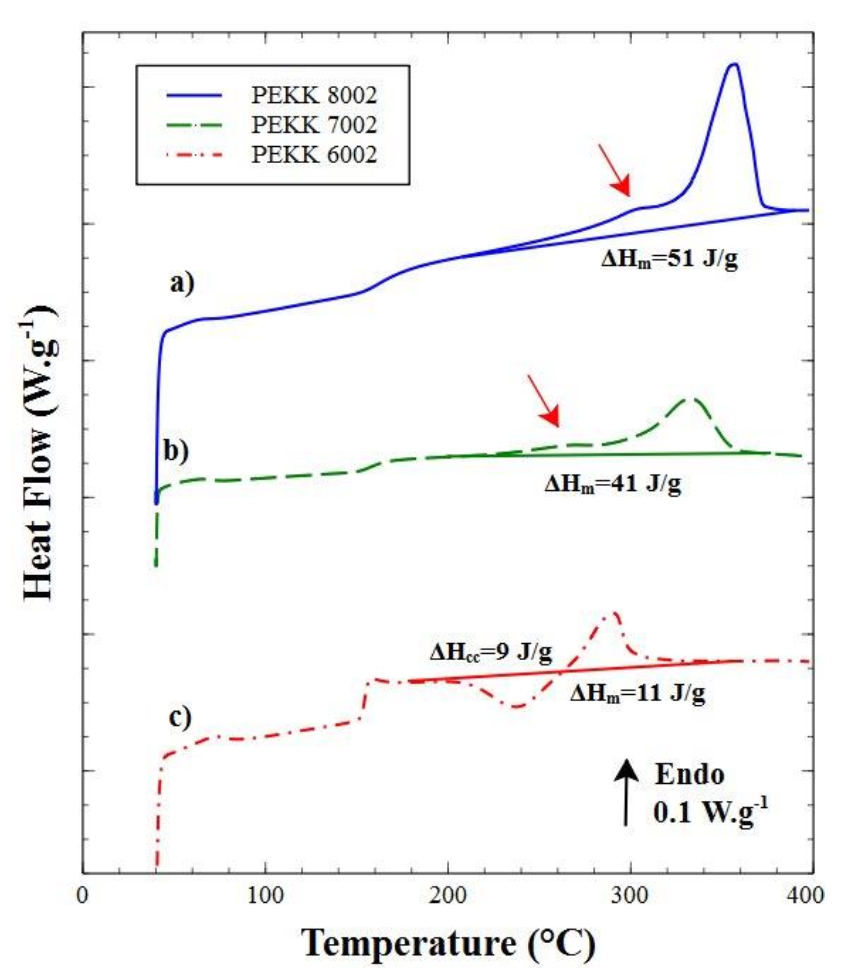 PEKK 8002
PEKK 7002
PEKK 6002
a)
ΔHₘ=51 J/g
b)
ΔHₘ=41 J/g
ΔH꜀꜀=9 J/g
ΔHₘ=11 J/g
c)
Endo
0.1 W.g⁻¹
Heat Flow (W.g⁻¹)
0 100 200 300 400
Temperature (°C)